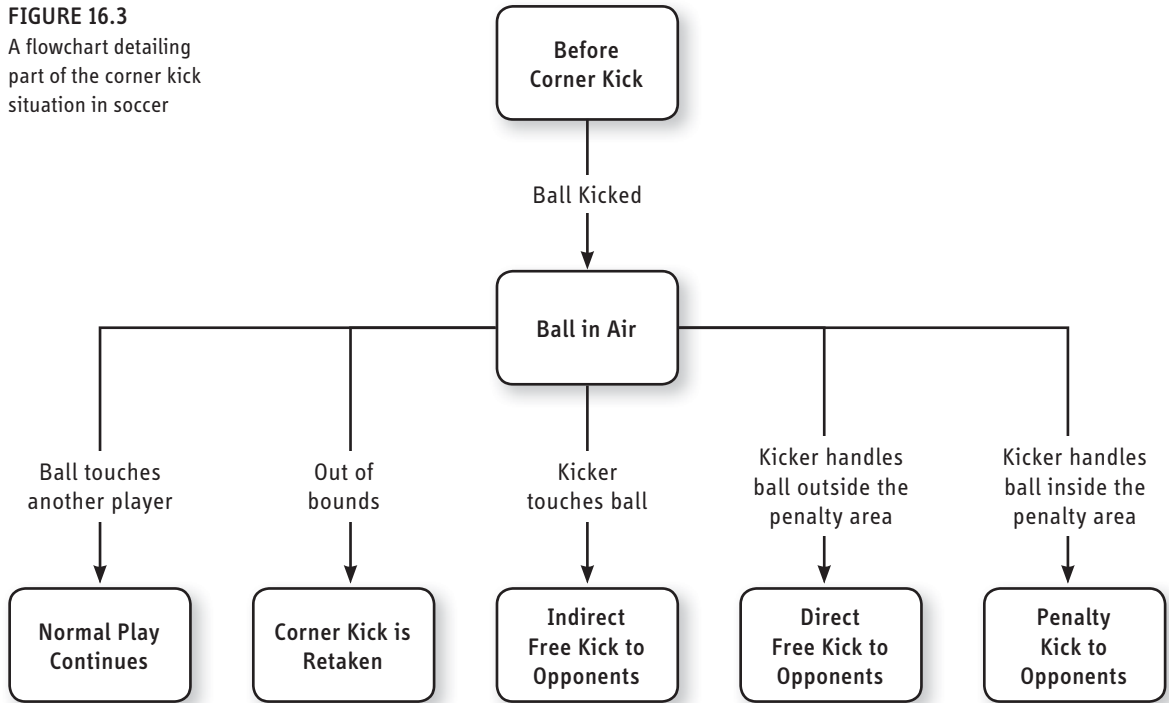 FIGURE 16.3
A flowchart detailing
part of the corner kick
situation in soccer
Before
Corner Kick
Ball Kicked
Ball in Air
Ball touches
another player
Out of
bounds
Kicker
touches ball
Kicker handles
ball outside the
penalty area
Kicker handles
ball inside the
penalty area
Normal Play
Continues
Corner Kick is
Retaken
Indirect
Free Kick to
Opponents
Direct
Free Kick to
Opponents
Penalty
Kick to
Opponents